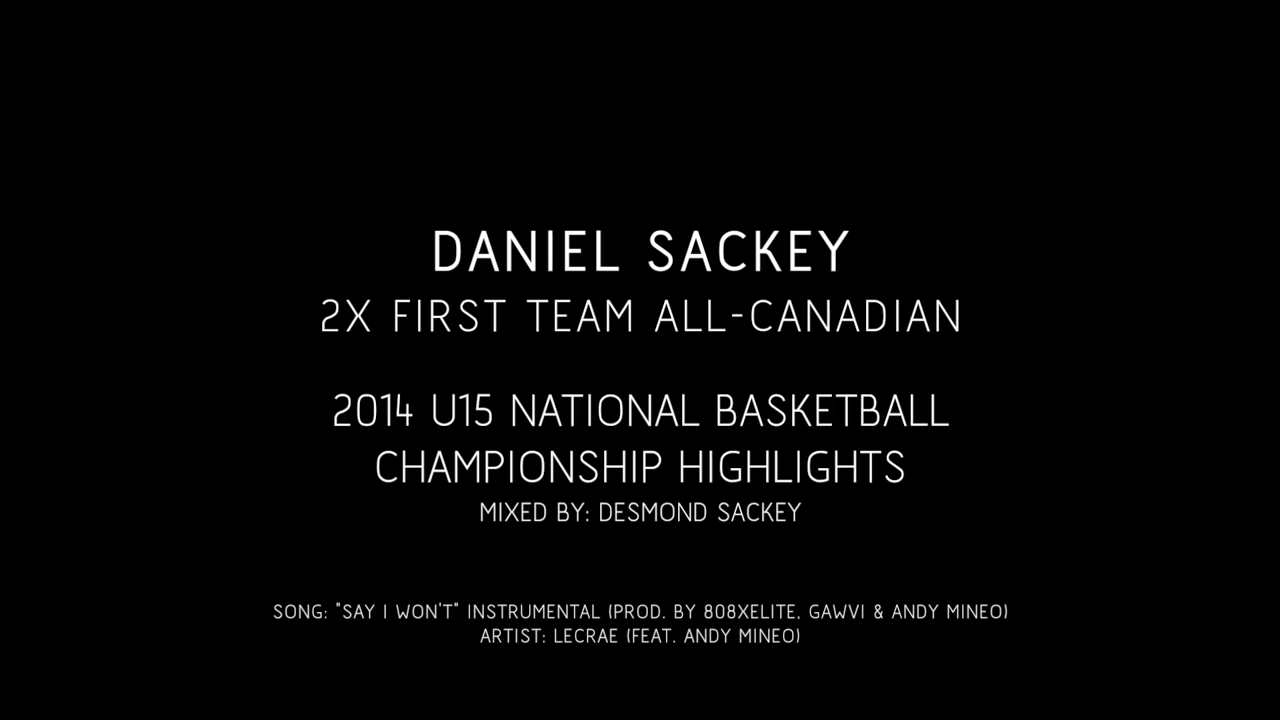 DANIEL SACKEY
2X FIRST TEAM ALL-CANADIAN
2014 U15 NATIONAL BASKETBALL
CHAMPIONSHIP HIGHLIGHTS
MIXED BY: DESMOND SACKEY
SONG: "SAY I WON'T" INSTRUMENTAL (PROD. BY 808XELITE, GAWVI & ANDY MINEO)
ARTIST: LECRAE (FEAT. ANDY MINEO)